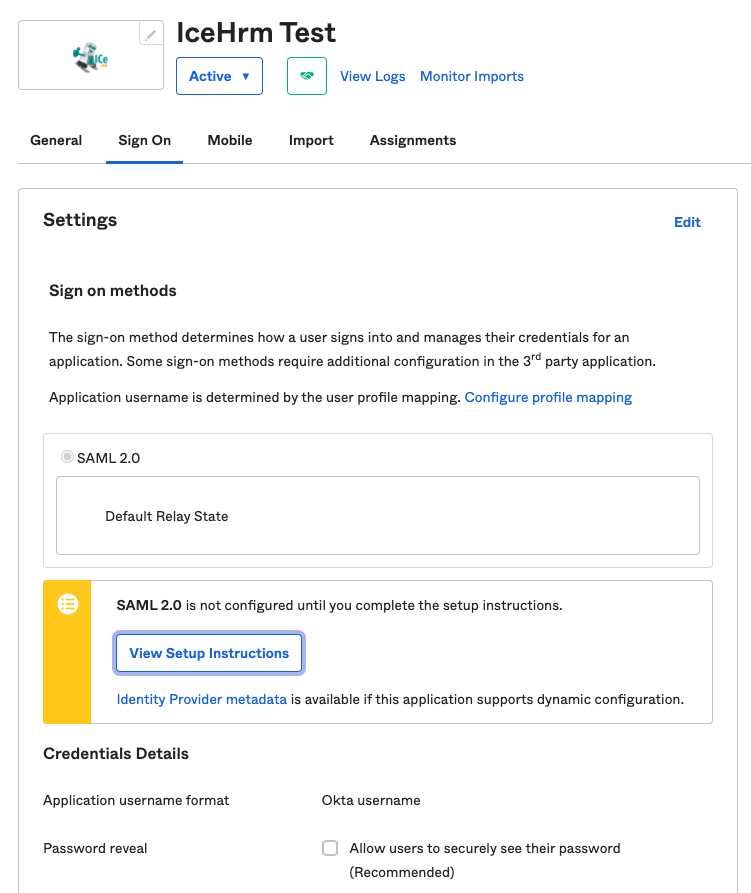 ice
IceHrm Test
Active ▼
View Logs
Monitor Imports
General
Sign On
Mobile
Import
Assignments
Settings
Edit
Sign on methods
The sign-on method determines how a user signs into and manages their credentials for an
application. Some sign-on methods require additional configuration in the 3rd party application.
Application username is determined by the user profile mapping. Configure profile mapping
SAML 2.0
Default Relay State
SAML 2.0 is not configured until you complete the setup instructions.
View Setup Instructions
Identity Provider metadata is available if this application supports dynamic configuration.
Credentials Details
Application username format
Okta username
Password reveal
Allow users to securely see their password
(Recommended)